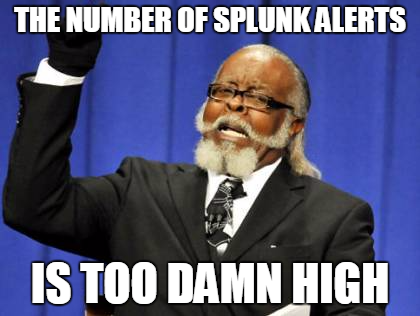 THE NUMBER OF SPLUNK ALERTS
IS TOO DAMN HIGH